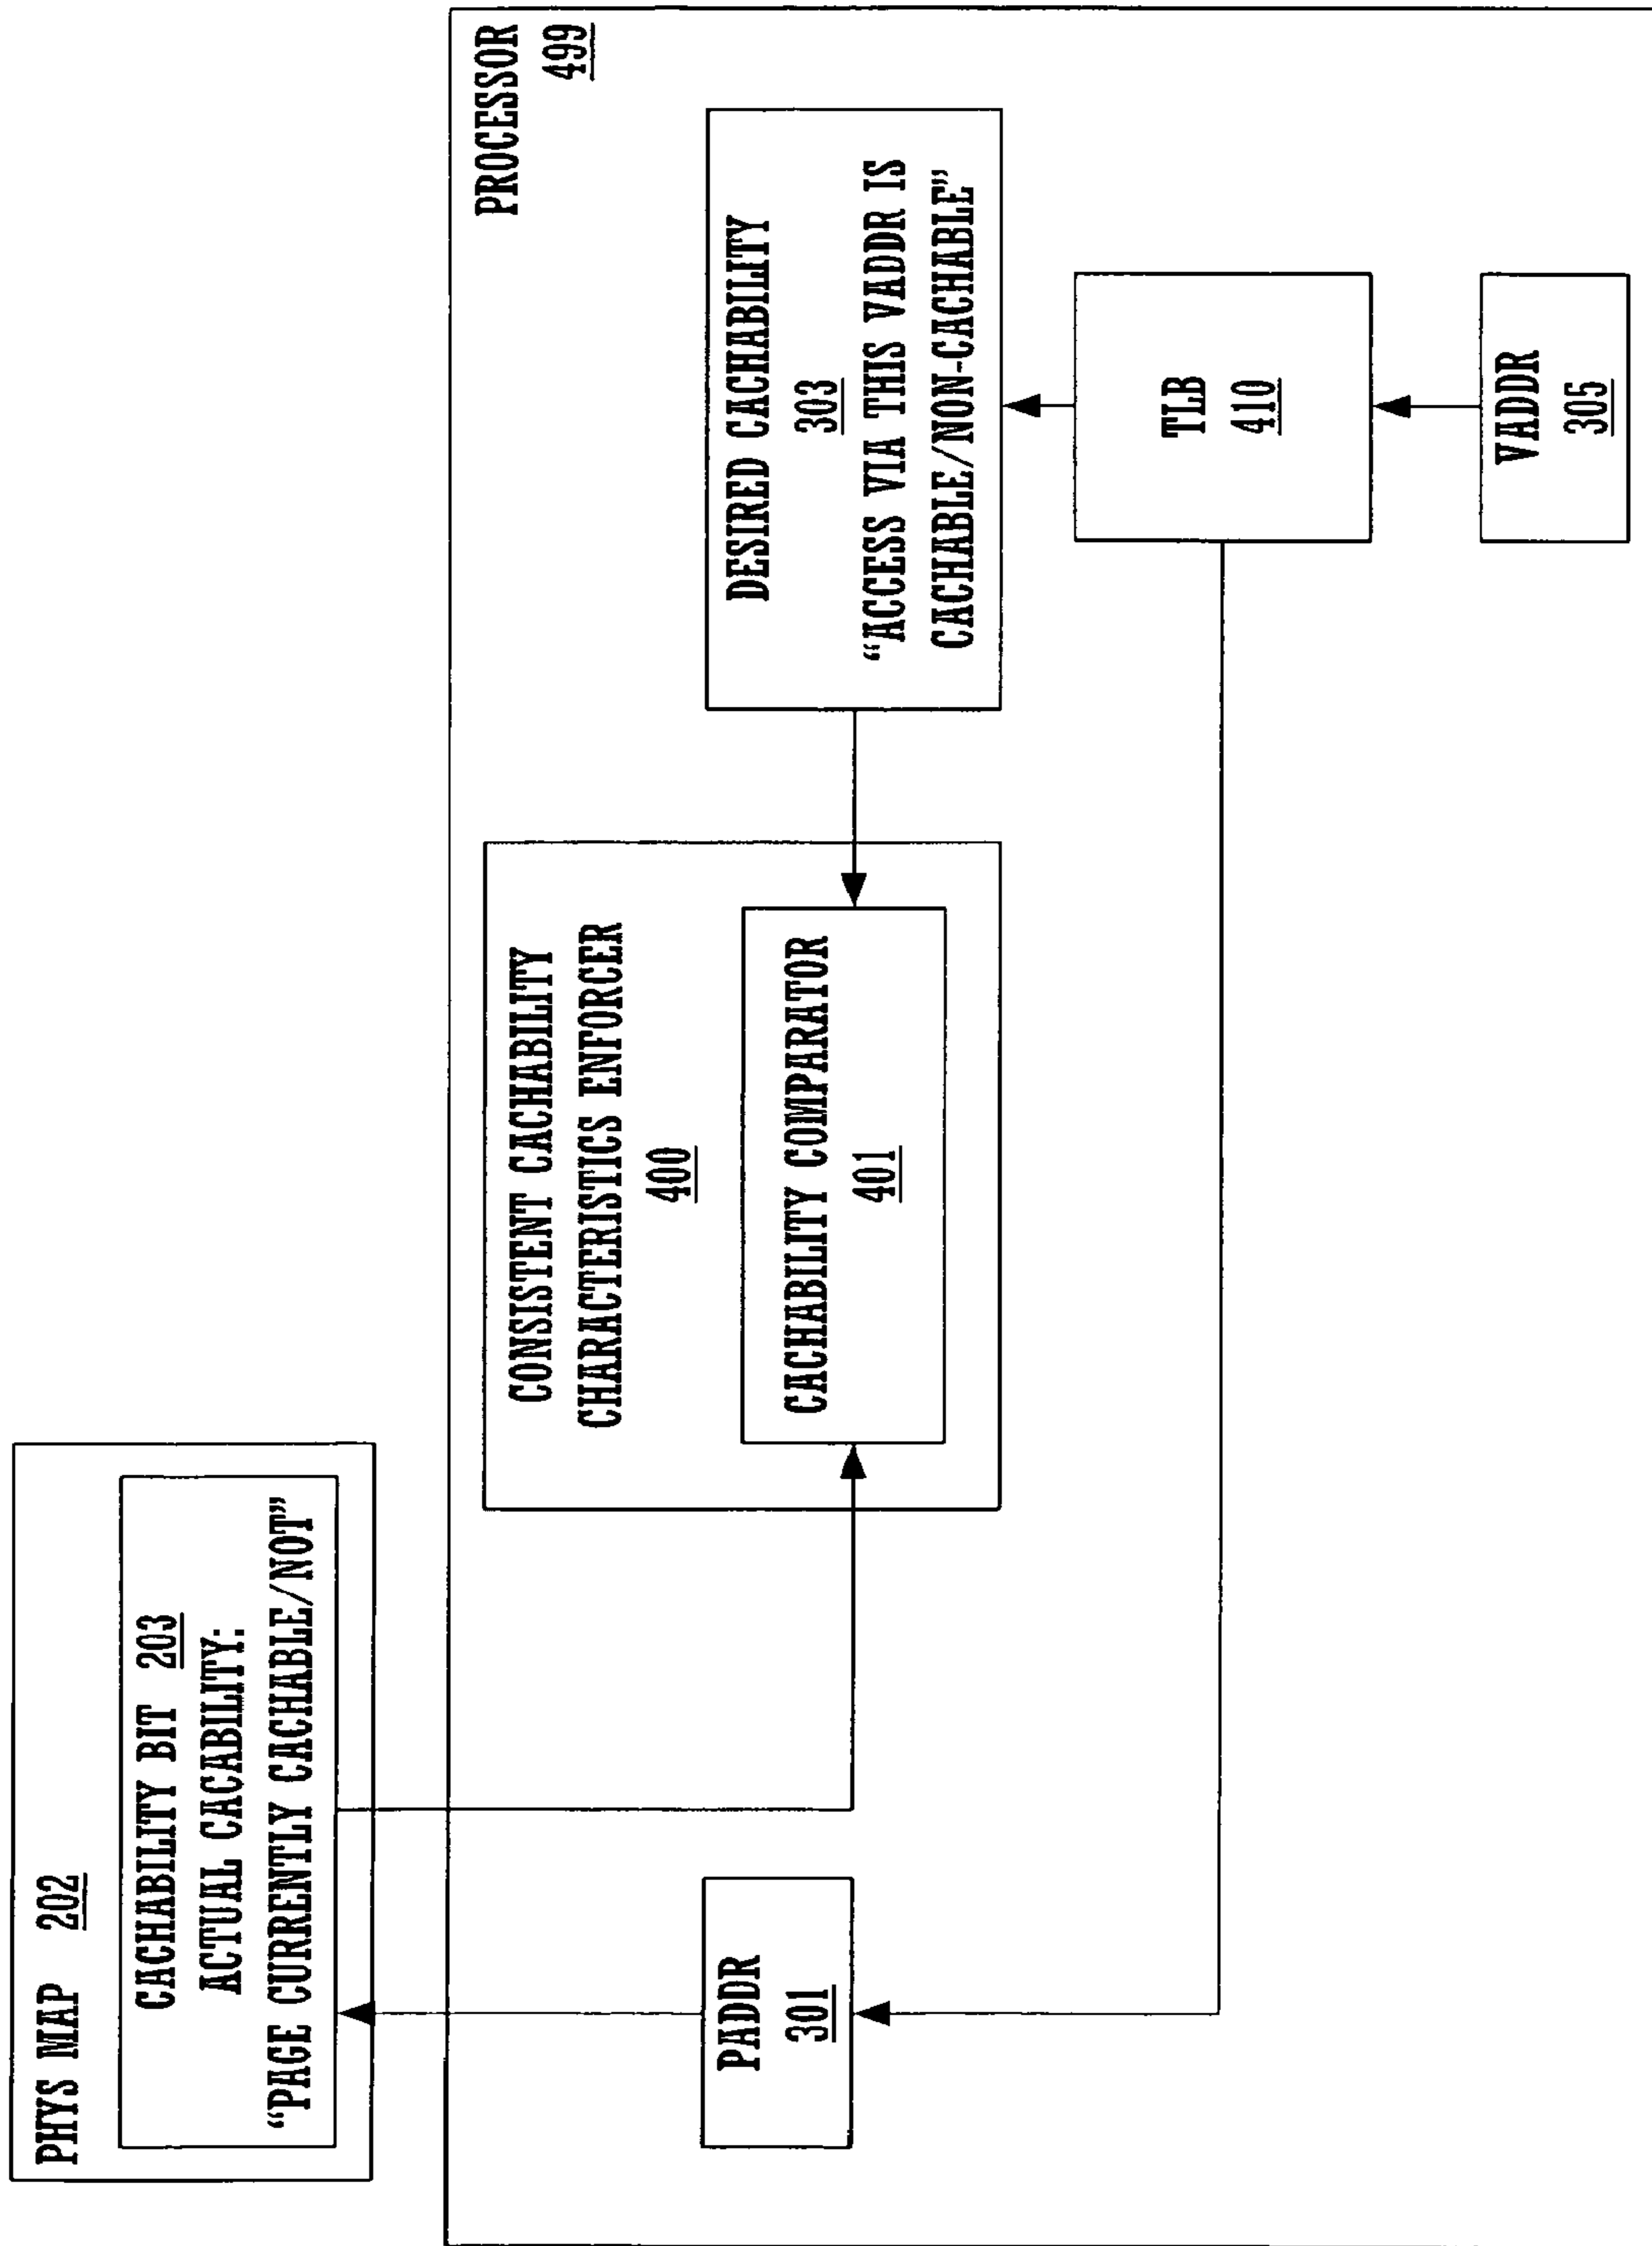 PHYS MAP 202
CACHABILITY BIT 203
ACTUAL CACABILITY:
"PAGE CURRENTLY CACHABLE/NOT"
PROCESSOR
499
CONSISTENT CACHABILITY
CHARACTERISTICS ENFORCER
400
CACHABILITY COMPARATOR
401
DESIRED CACHABILITY
303
"ACCESS VIA THIS VADDR IS
CACHABLE/NON-CACHABLE"
PADDR
301
TLB
410
VADDR
305